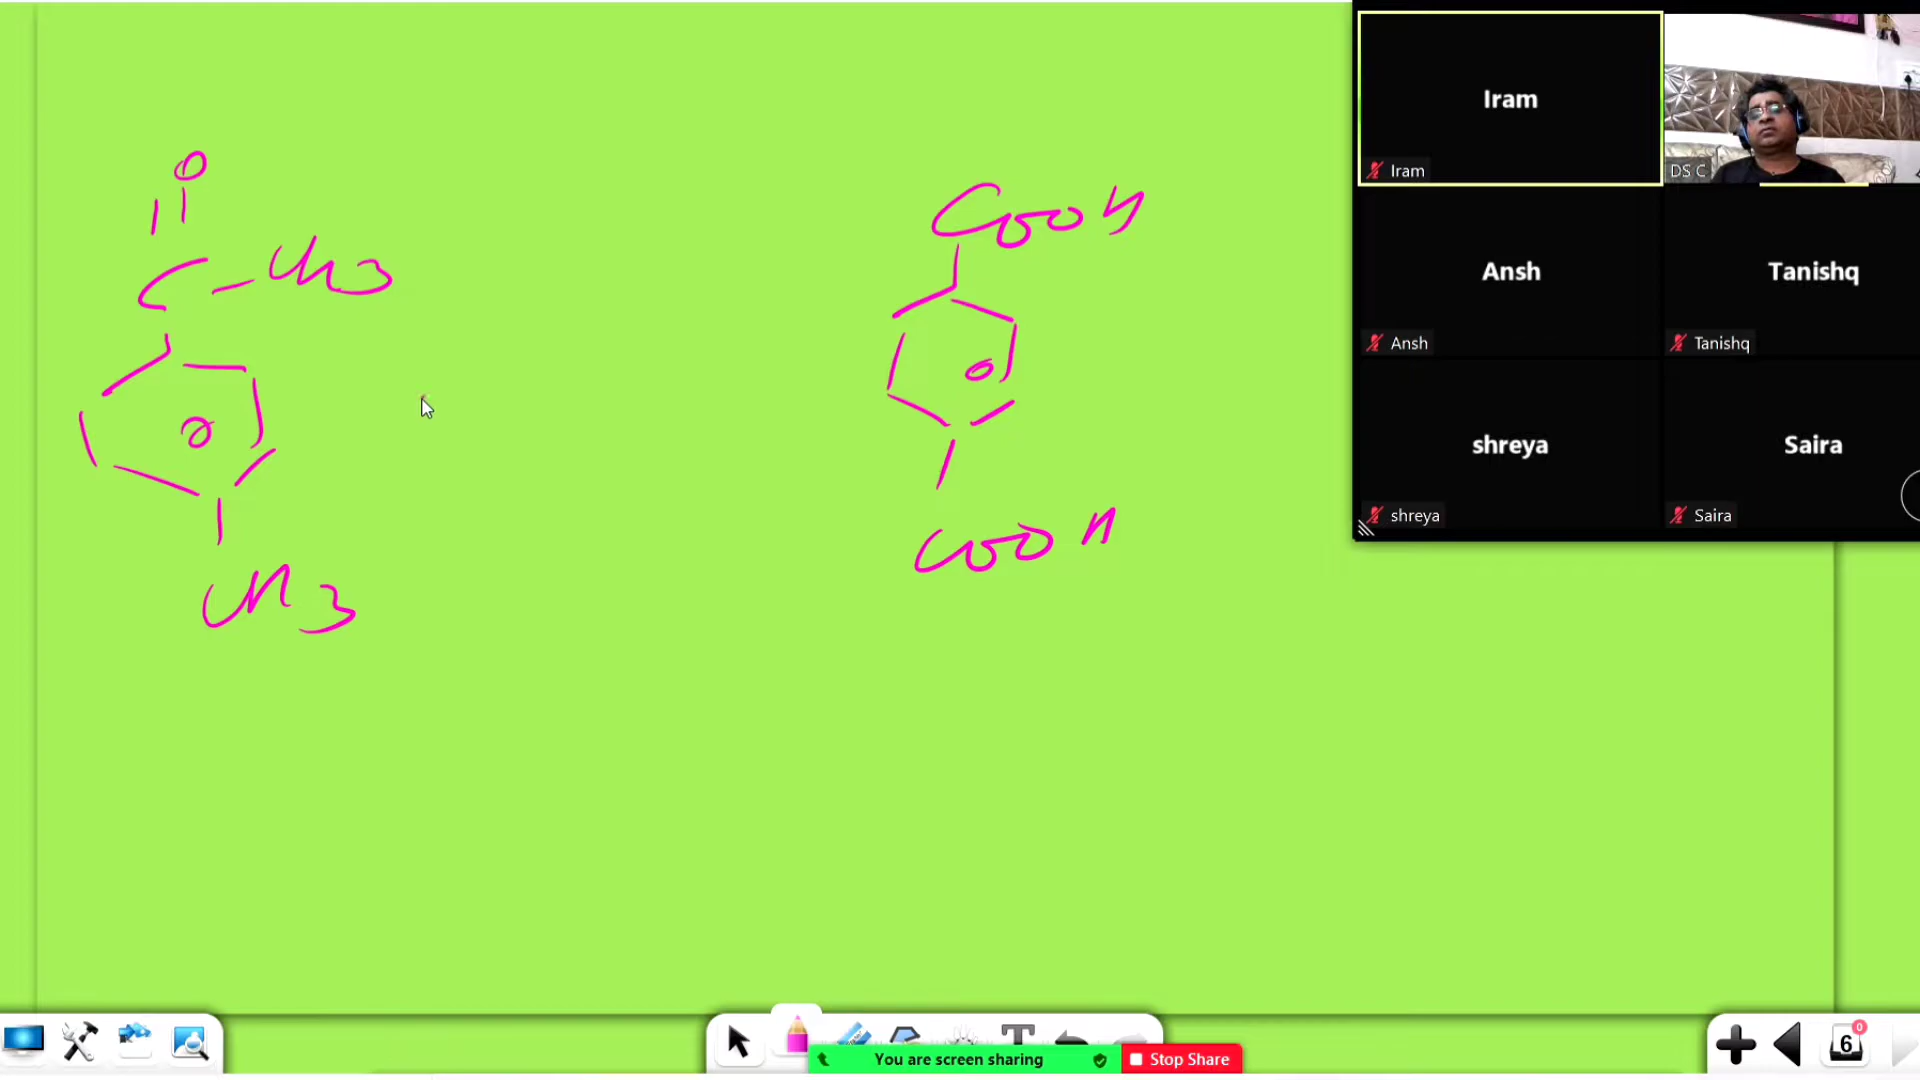 O
C-CH3
CH3
COOH
COOH
Iram
Iram
DS C
Ansh
Ansh
Tanishq
Tanishq
shreya
shreya
Saira
Saira
You are screen sharing
Stop Share
T
6
0